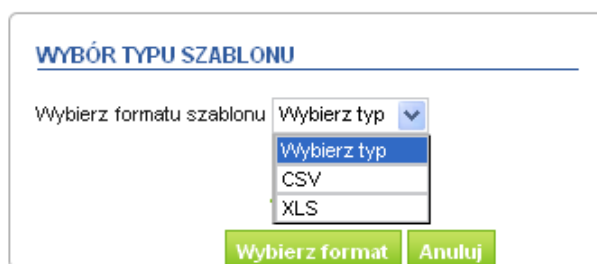 WYBÓR TYPU SZABLONU
Wybierz formatu szablonu Wybierz typ
Wybierz typ
CSV
XLS
Wybierz format Anuluj